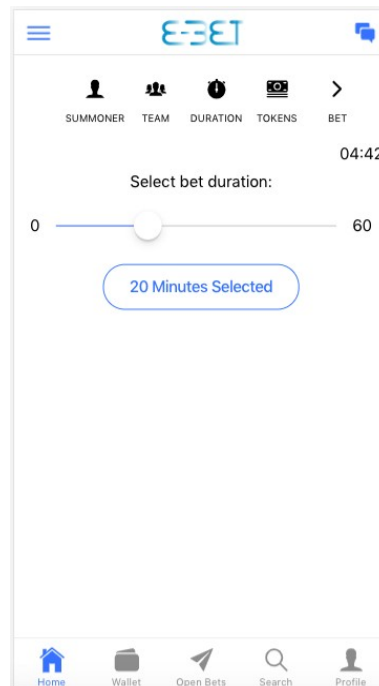 E-BET
SUMMONER TEAM DURATION TOKENS BET
04:42
Select bet duration:
0 60
20 Minutes Selected
Home Wallet Open Bets Search Profile